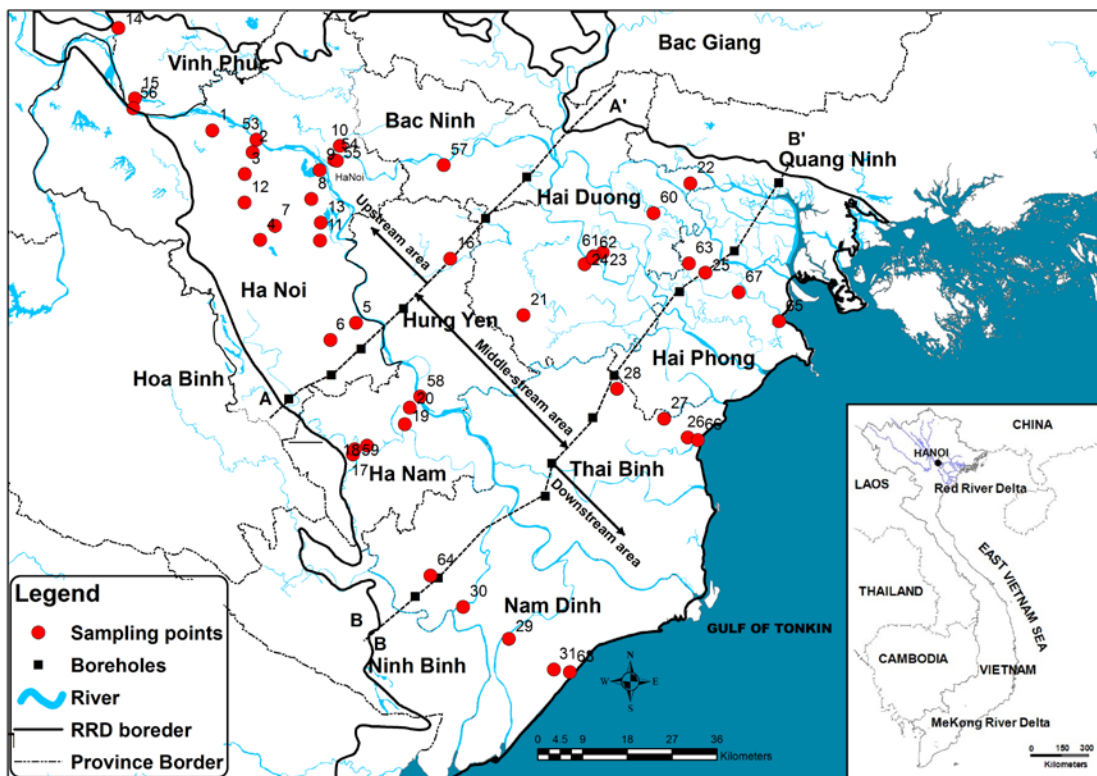 14
Bac Giang
Vinh Phuc
15
56
A'
1
53
2
3
10
54
9
55
HaNoi
Bac Ninh
57
B'
Quang Ninh
22
12
8
Hai Duong
60
13
7
4
11
Upstream area
16
61 62
24 23
63
25
67
Ha Noi
5
6
21
Hung Yen
65
Middle-stream area
Hai Phong
Hoa Binh
A
58
20
19
28
27
26 66
18 59
17
Ha Nam
Thai Binh
Downstream area
64
30
Nam Dinh
29
B
B
Ninh Binh
31
GULF OF TONKIN
N
W E
S
0 4.5 9 18 27 36
Kilometers
Legend
Sampling points
Boreholes
River
RRD boreder
Province Border
CHINA
HANOI
LAOS
Red River Delta
EAST VIETNAM SEA
THAILAND
CAMBODIA
VIETNAM
MeKong River Delta
0 150 300
Kilometers